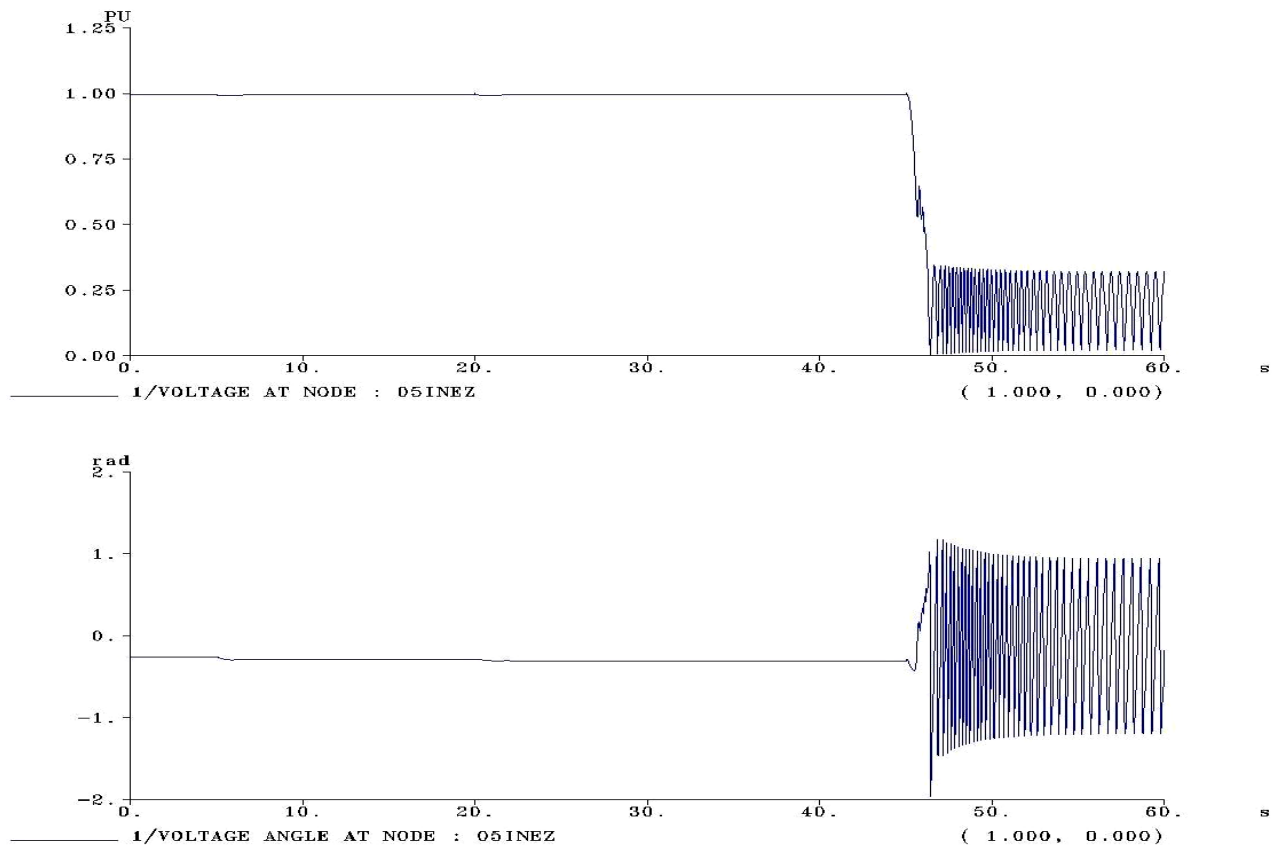 PU
1.25
1.00
0.75
0.50
0.25
0.00
0. 10. 20. 30. 40. 50. 60. s
1/VOLTAGE AT NODE : 05INEZ ( 1.000, 0.000)
rad
2.
1.
0.
-1.
-2.
0. 10. 20. 30. 40. 50. 60. s
1/VOLTAGE ANGLE AT NODE : 05INEZ ( 1.000, 0.000)